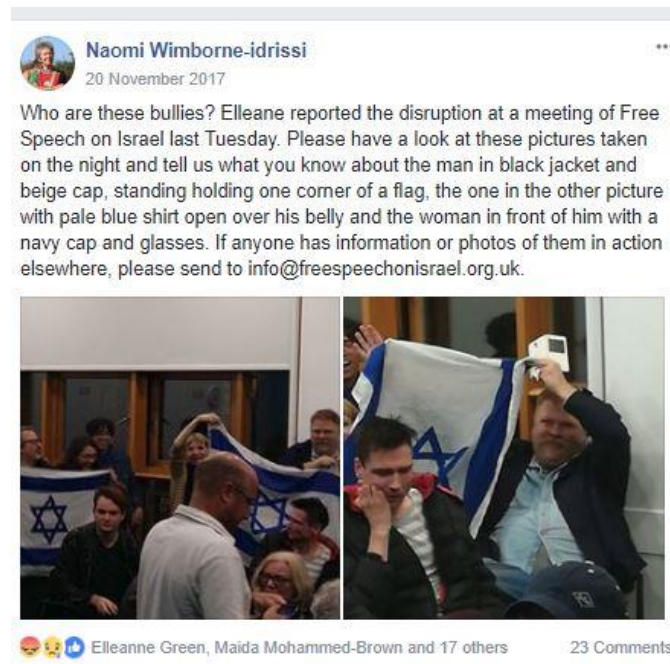 Naomi Wimborne-idrissi
20 November 2017
Who are these bullies? Elleane reported the disruption at a meeting of Free
Speech on Israel last Tuesday. Please have a look at these pictures taken
on the night and tell us what you know about the man in black jacket and
beige cap, standing holding one corner of a flag, the one in the other picture
with pale blue shirt open over his belly and the woman in front of him with a
navy cap and glasses. If anyone has information or photos of them in action
elsewhere, please send to info@freespeechonisrael.org.uk.
Elleanne Green, Maida Mohammed-Brown and 17 others
23 Comments